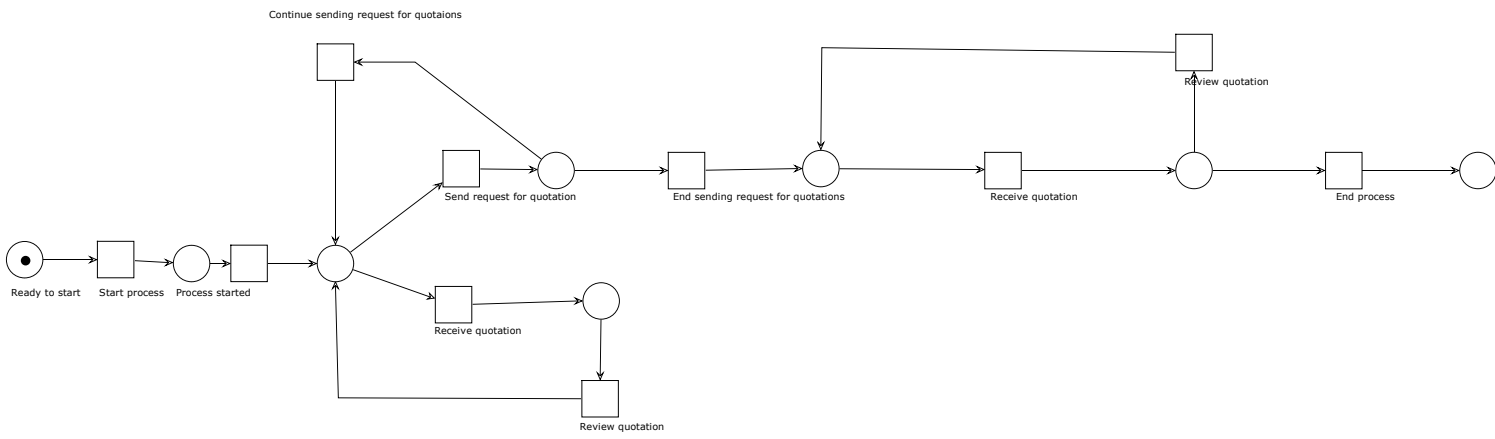 Continue sending request for quotaions
Review quotation
Send request for quotation
End sending request for quotations
Receive quotation
End process
Ready to start
Start process
Process started
Receive quotation
Review quotation